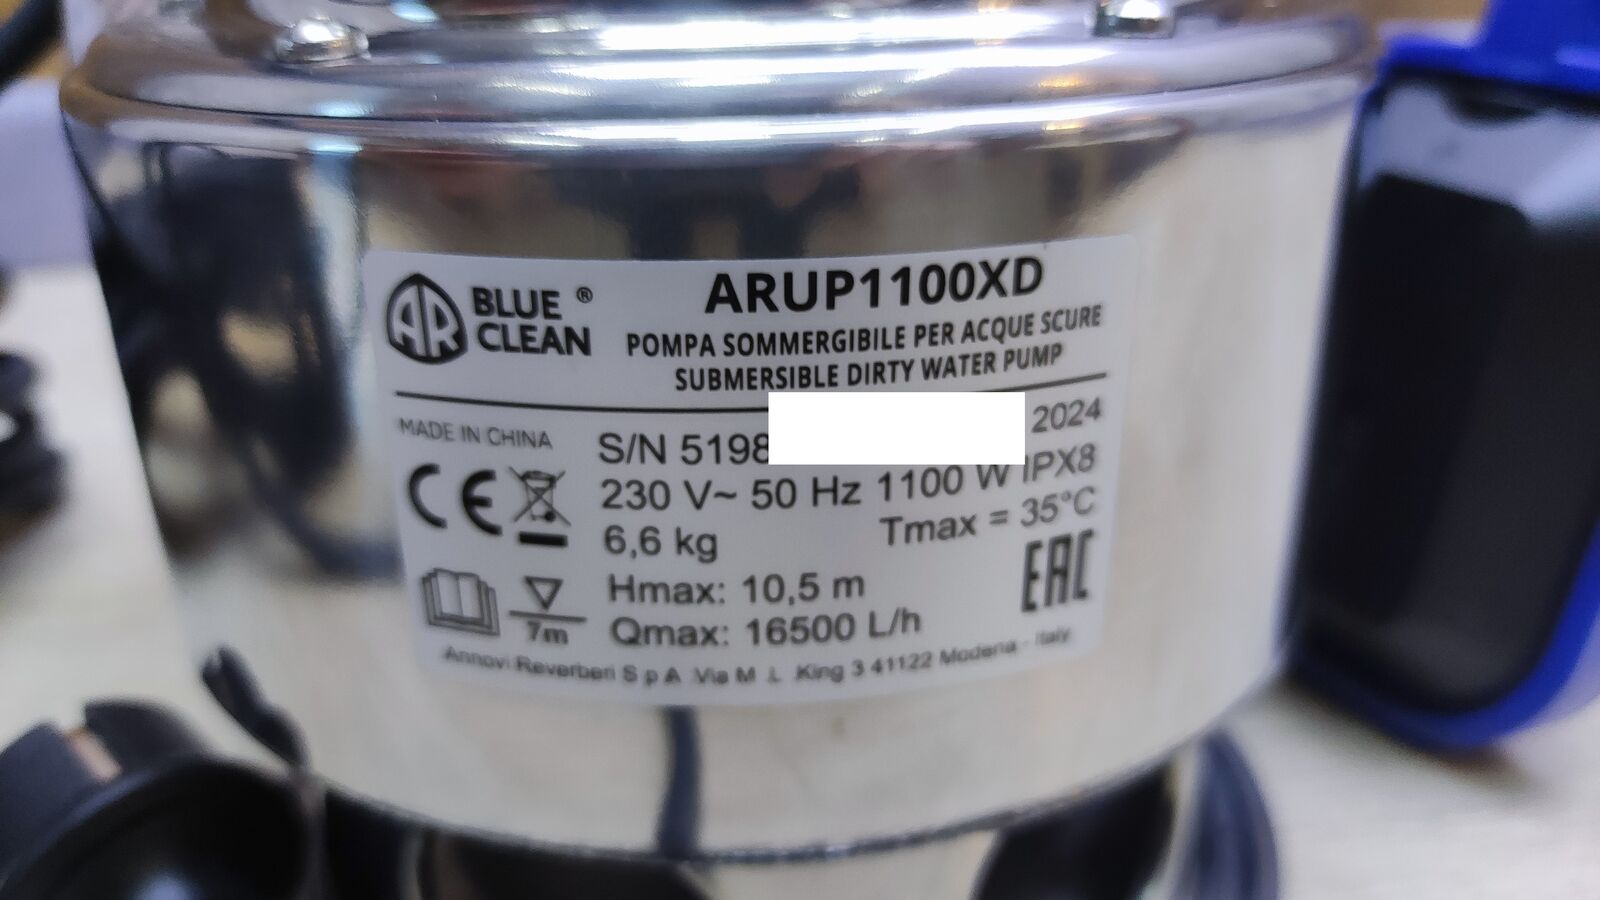 AR BLUE CLEAN ®
ARUP1100XD
POMPA SOMMERGIBILE PER ACQUE SCURE
SUBMERSIBLE DIRTY WATER PUMP
MADE IN CHINA
S/N 5198 2024
230 V~ 50 Hz 1100 W IPX8
6,6 kg Tmax = 35°C
CE
EAC
Hmax: 10,5 m
7m
Qmax: 16500 L/h
Annovi Reverberi S p A Via M L King 3 41122 Modena - Italy